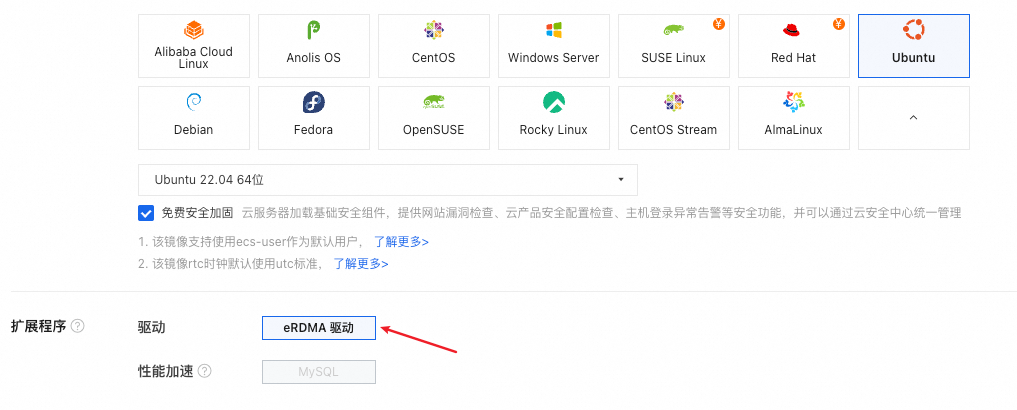 Alibaba Cloud
Linux
Anolis OS
CentOS
Windows Server
¥
SUSE Linux
¥
Red Hat
Ubuntu
Debian
Fedora
openSUSE
OpenSUSE
Rocky Linux
CentOS Stream
AlmaLinux
Ubuntu 22.04 64位
免费安全加固 云服务器加载基础安全组件，提供网站漏洞检查、云产品安全配置检查、主机登录异常告警等安全功能，并可以通过云安全中心统一管理
1. 该镜像支持使用ecs-user作为默认用户， 了解更多>
2. 该镜像rtc时钟默认使用utc标准， 了解更多>
扩展程序 ? 驱动 eRDMA 驱动
性能加速 ? MySQL